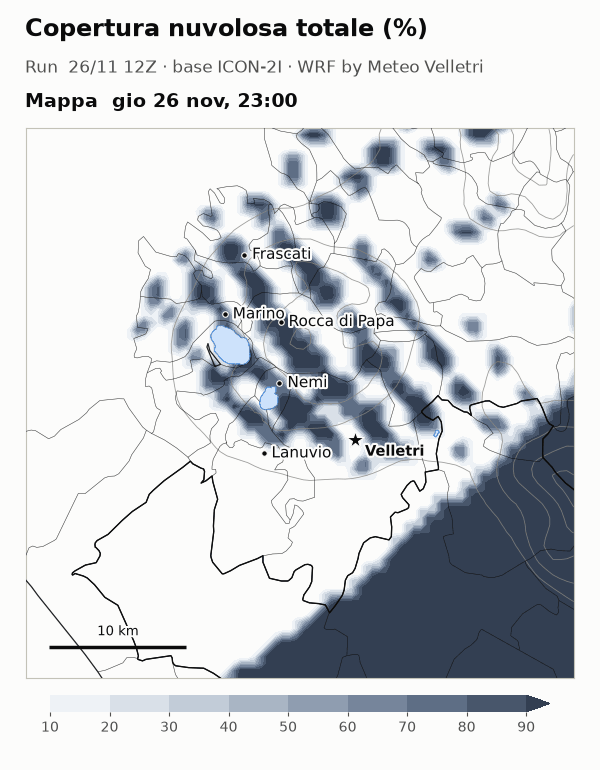 Copertura nuvolosa totale (%)
Run 26/11 12Z · base ICON-2I · WRF by Meteo Velletri
Mappa gio 26 nov, 23:00
Frascati
Marino
Rocca di Papa
Nemi
Velletri
Lanuvio
10 km
10 20 30 40 50 60 70 80 90